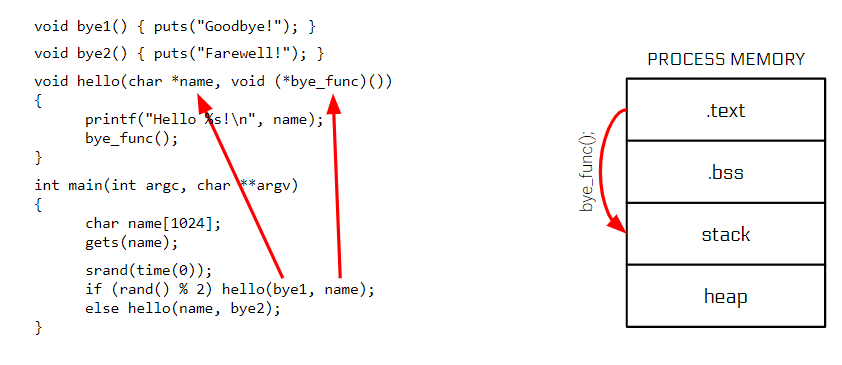 void bye1() { puts("Goodbye!"); }
void bye2() { puts("Farewell!"); }
void hello(char *name, void (*bye_func)())
{
printf("Hello %s!\n", name);
bye_func();
}
int main(int argc, char **argv)
{
char name[1024];
gets(name);
srand(time(0));
if (rand() % 2) hello(bye1, name);
else hello(name, bye2);
}
PROCESS MEMORY
.text
.bss
stack
heap
bye_func();